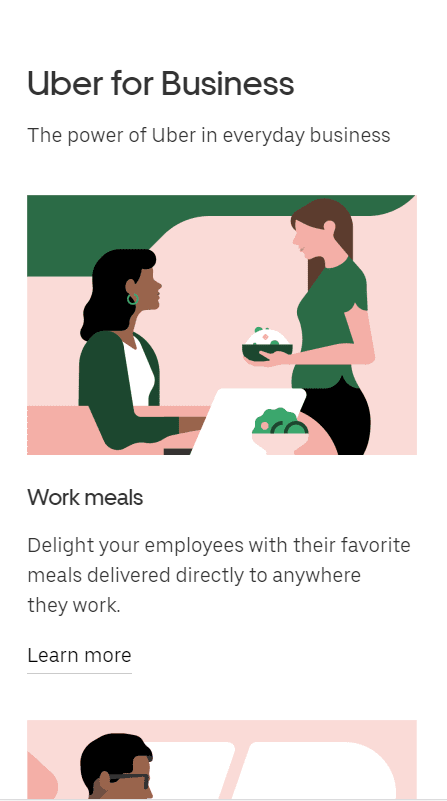 Uber for Business
The power of Uber in everyday business
Work meals
Delight your employees with their favorite
meals delivered directly to anywhere
they work.
Learn more